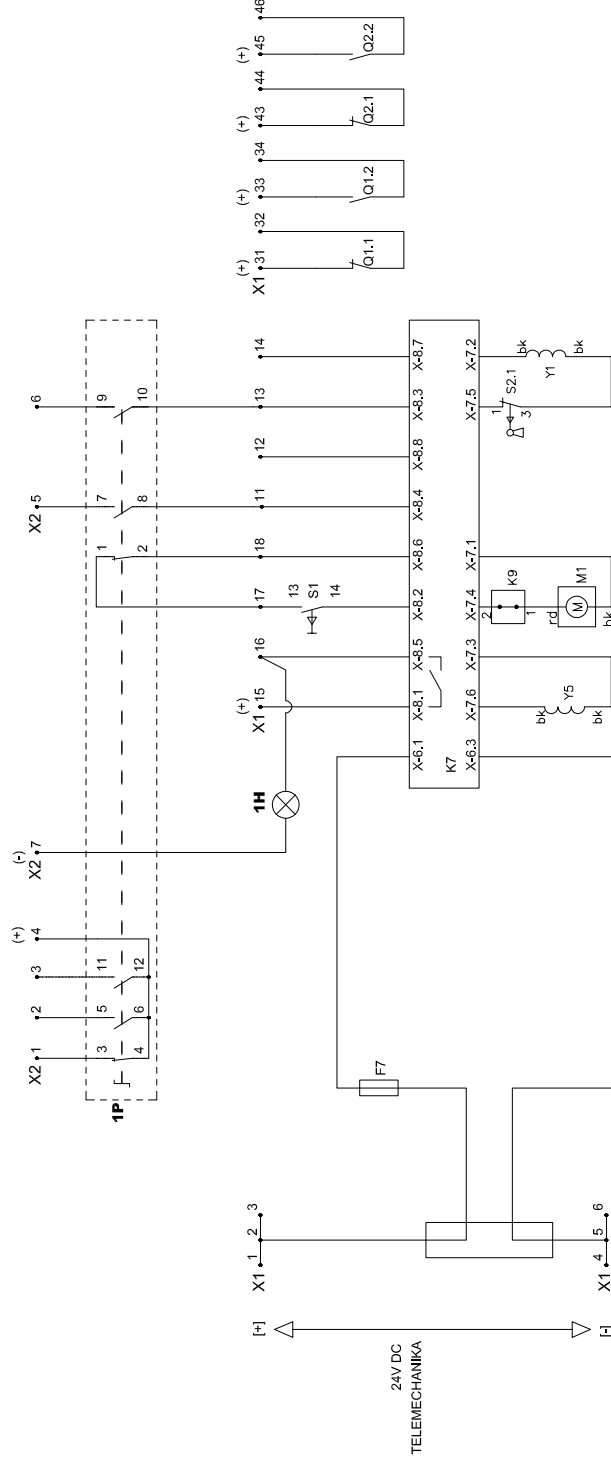 [+]
24V DC
TELEMECHANIKA
[-]
X1
1
2
3
X1
4
5
6
F7
X2
1
2
3
4
(+)
(-)
X2
7
X2
5
6
1P
3
4
5
6
11
12
1
2
7
8
9
10
1H
(+)
X1
15
16
17
18
11
12
13
14
13
S1
14
X-6.1
X-8.1
X-8.5
X-8.2
X-8.6
X-8.4
X-8.8
X-8.3
X-8.7
K7
X-6.3
X-7.6
X-7.3
X-7.4
X-7.1
X-7.5
X-7.2
bk
Y5
bk
2
K9
1
rd
M
M1
bk
1
S2.1
3
bk
Y1
bk
(+)
X1
31
32
Q1.1
(+)
33
34
Q1.2
(+)
43
44
Q2.1
(+)
45
46
Q2.2